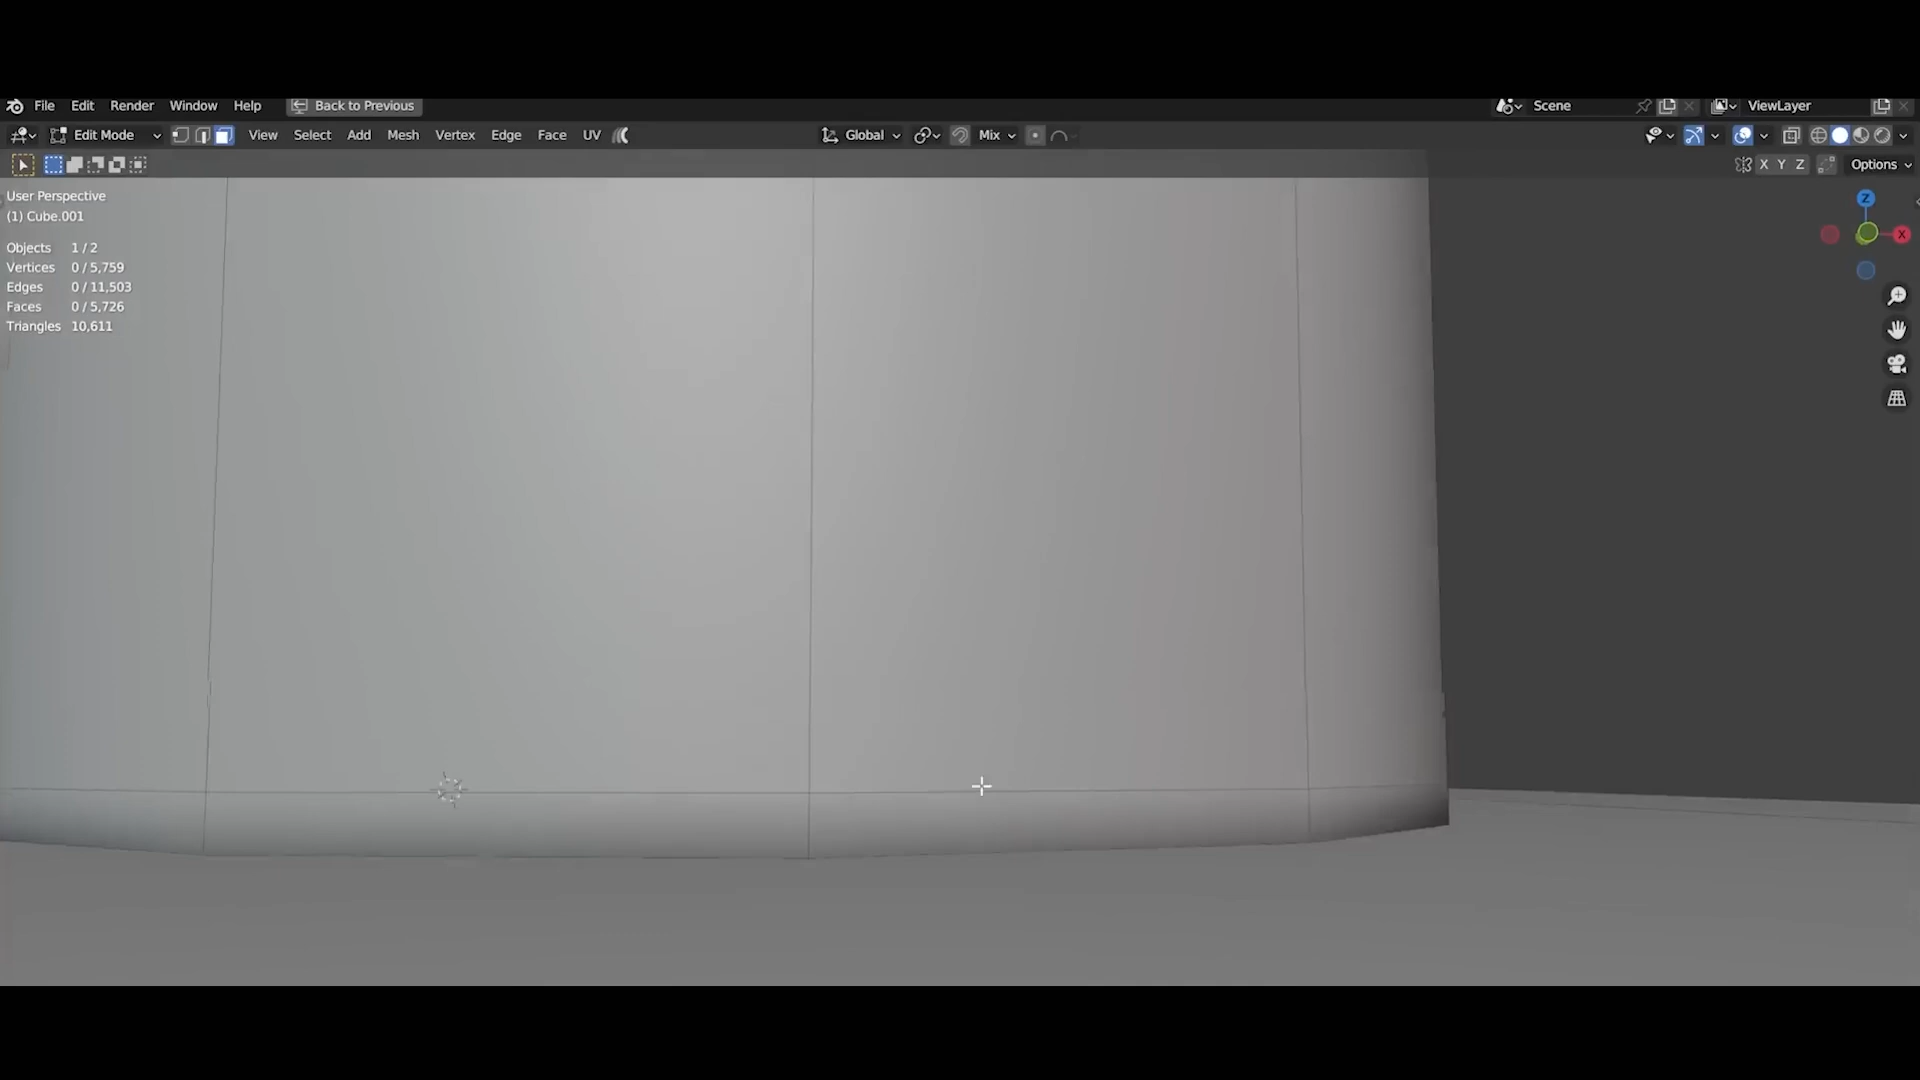 File Edit Render Window Help Back to Previous Scene ViewLayer
Edit Mode View Select Add Mesh Vertex Edge Face UV Global Mix
X Y Z Options
User Perspective
(1) Cube.001
Objects 1 / 2
Vertices 0 / 5,759
Edges 0 / 11,503
Faces 0 / 5,726
Triangles 10,611
Z
X